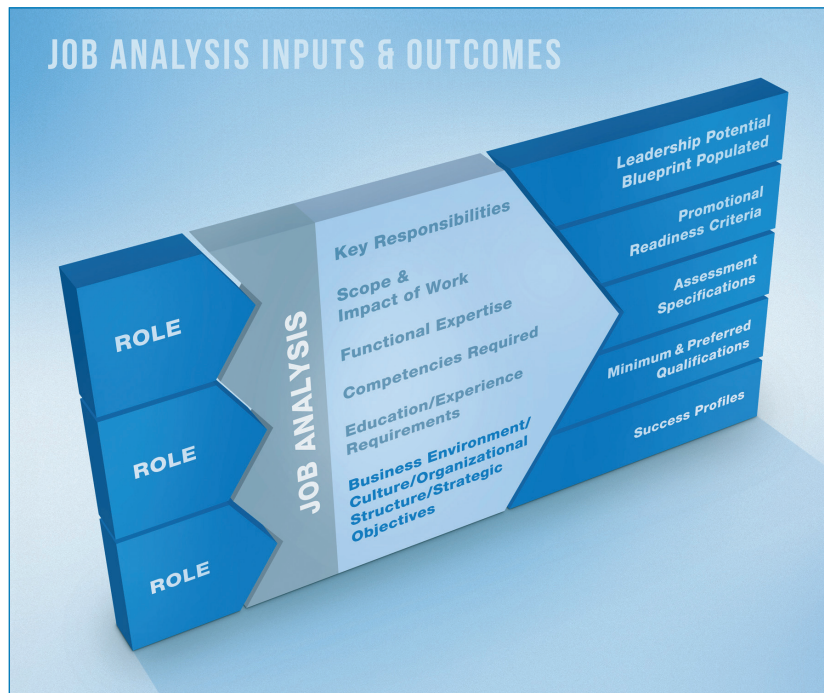 JOB ANALYSIS INPUTS & OUTCOMES
ROLE
ROLE
ROLE
JOB ANALYSIS
Key Responsibilities
Scope &
Impact of Work
Functional Expertise
Competencies Required
Education/Experience
Requirements
Business Environment/
Culture/Organizational
Structure/Strategic
Objectives
Leadership Potential
Blueprint Populated
Promotional
Readiness Criteria
Assessment
Specifications
Minimum & Preferred
Qualifications
Success Profiles